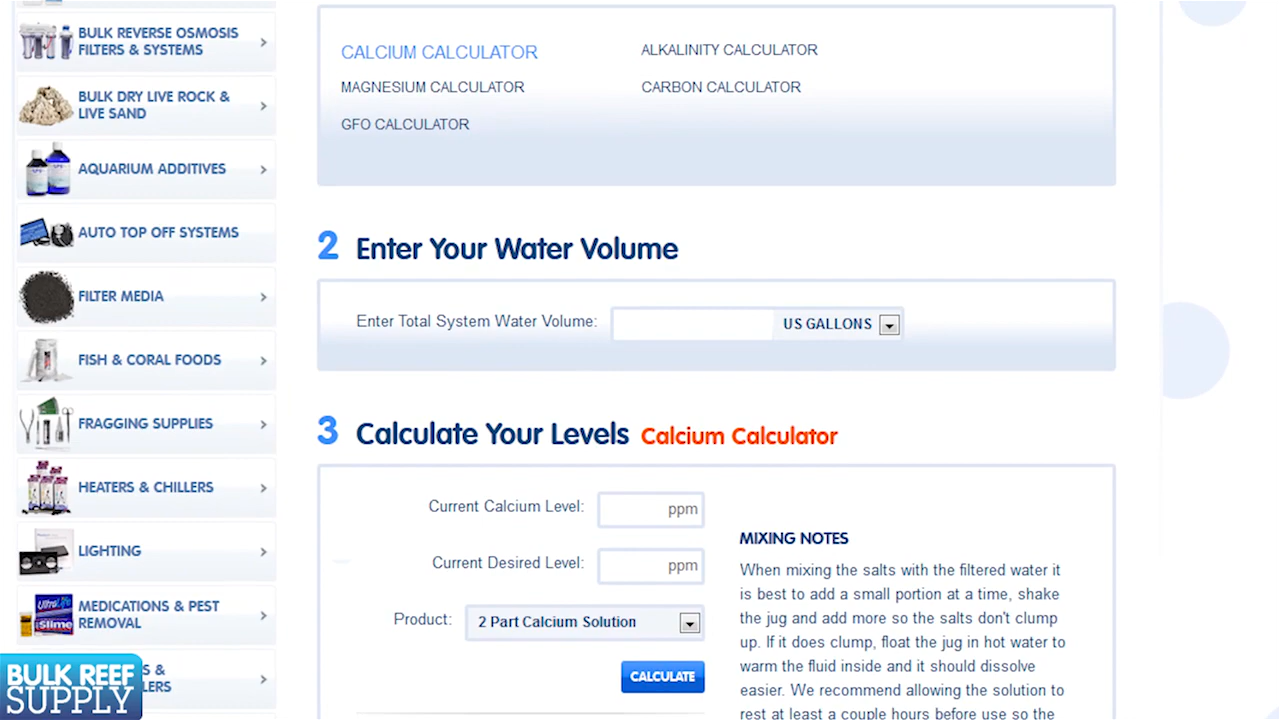 BULK REVERSE OSMOSIS
FILTERS & SYSTEMS
BULK DRY LIVE ROCK &
LIVE SAND
AQUARIUM ADDITIVES
AUTO TOP OFF SYSTEMS
FILTER MEDIA
FISH & CORAL FOODS
FRAGGING SUPPLIES
HEATERS & CHILLERS
LIGHTING
MEDICATIONS & PEST
REMOVAL
S &
LERS
BULK REEF
SUPPLY
CALCIUM CALCULATOR
ALKALINITY CALCULATOR
MAGNESIUM CALCULATOR
CARBON CALCULATOR
GFO CALCULATOR
2 Enter Your Water Volume
Enter Total System Water Volume:
US GALLONS
3 Calculate Your Levels Calcium Calculator
Current Calcium Level: ppm
Current Desired Level: ppm
Product: 2 Part Calcium Solution
CALCULATE
MIXING NOTES
When mixing the salts with the filtered water it
is best to add a small portion at a time, shake
the jug and add more so the salts don't clump
up. If it does clump, float the jug in hot water to
warm the fluid inside and it should dissolve
easier. We recommend allowing the solution to
rest at least a couple hours before use so the